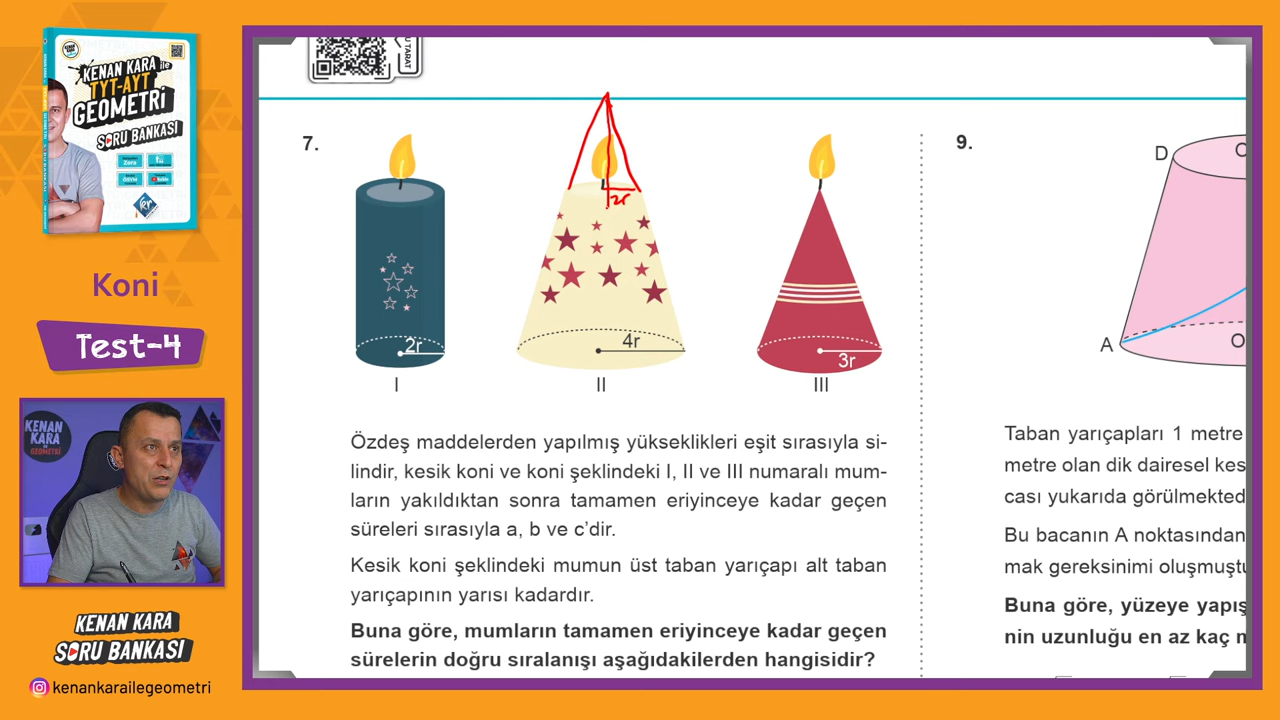 KENAN KARA ile
TYT-AYT
GEOMETRİ
SORU BANKASI
Koni
Test-4
KENAN
KARA
GEOMETRİ
KENAN KARA
SORU BANKASI
kenankarailegeometri
7.
2r
2r
4r
3r
I
II
III
Özdeş maddelerden yapılmış yükseklikleri eşit sırasıyla si-
lindir, kesik koni ve koni şeklindeki I, II ve III numaralı mum-
ların yakıldıktan sonra tamamen eriyinceye kadar geçen
süreleri sırasıyla a, b ve c'dir.
Kesik koni şeklindeki mumun üst taban yarıçapı alt taban
yarıçapının yarısı kadardır.
Buna göre, mumların tamamen eriyinceye kadar geçen
sürelerin doğru sıralanışı aşağıdakilerden hangisidir?
9.
D
A
O
Taban yarıçapları 1 metre
metre olan dik dairesel kes
cası yukarıda görülmekted
Bu bacanın A noktasından
mak gereksinimi oluşmuştu
Buna göre, yüzeye yapış
nin uzunluğu en az kaç m